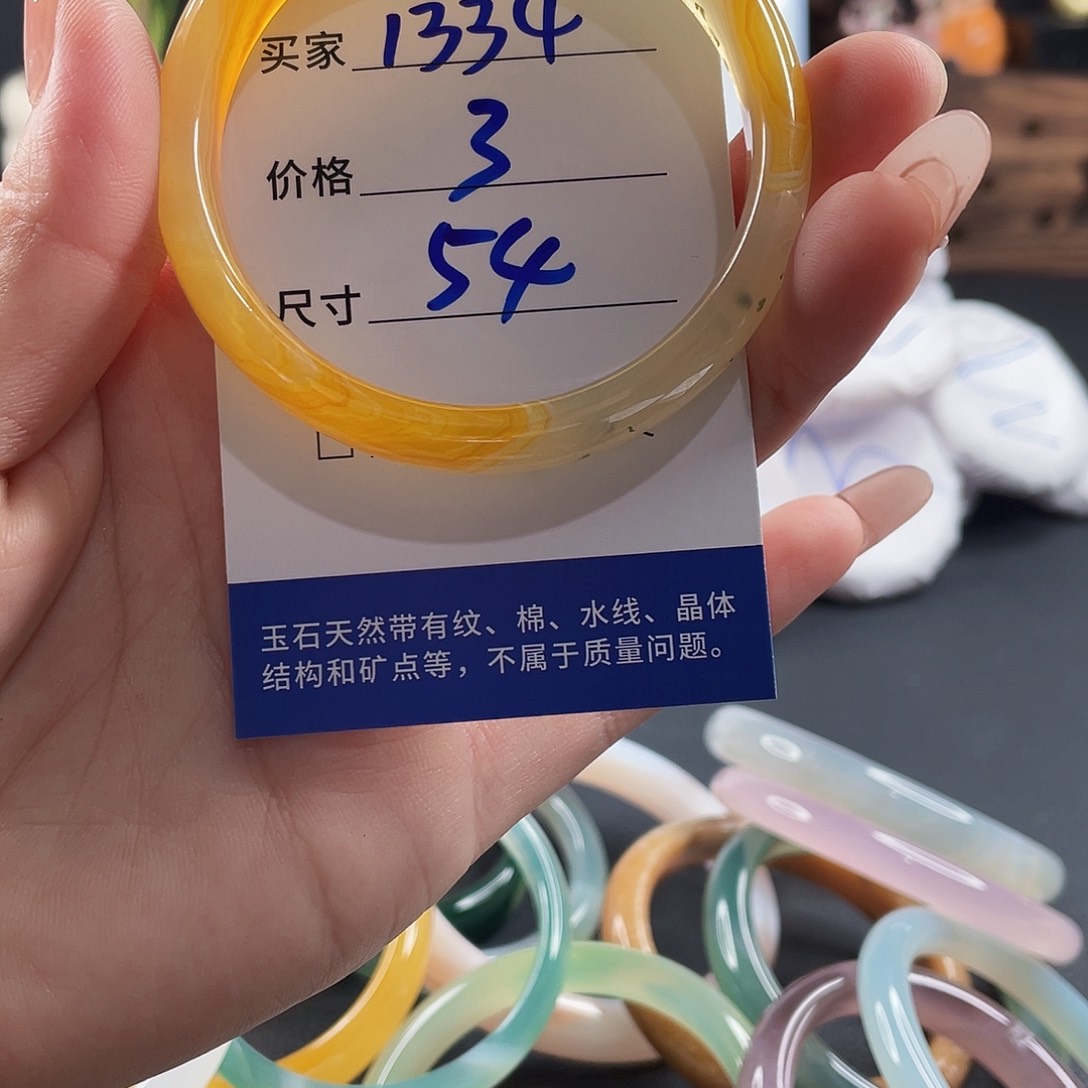 买家 1334
价格 3
尺寸 54
玉石天然带有纹、棉、水线、晶体
结构和矿点等，不属于质量问题。